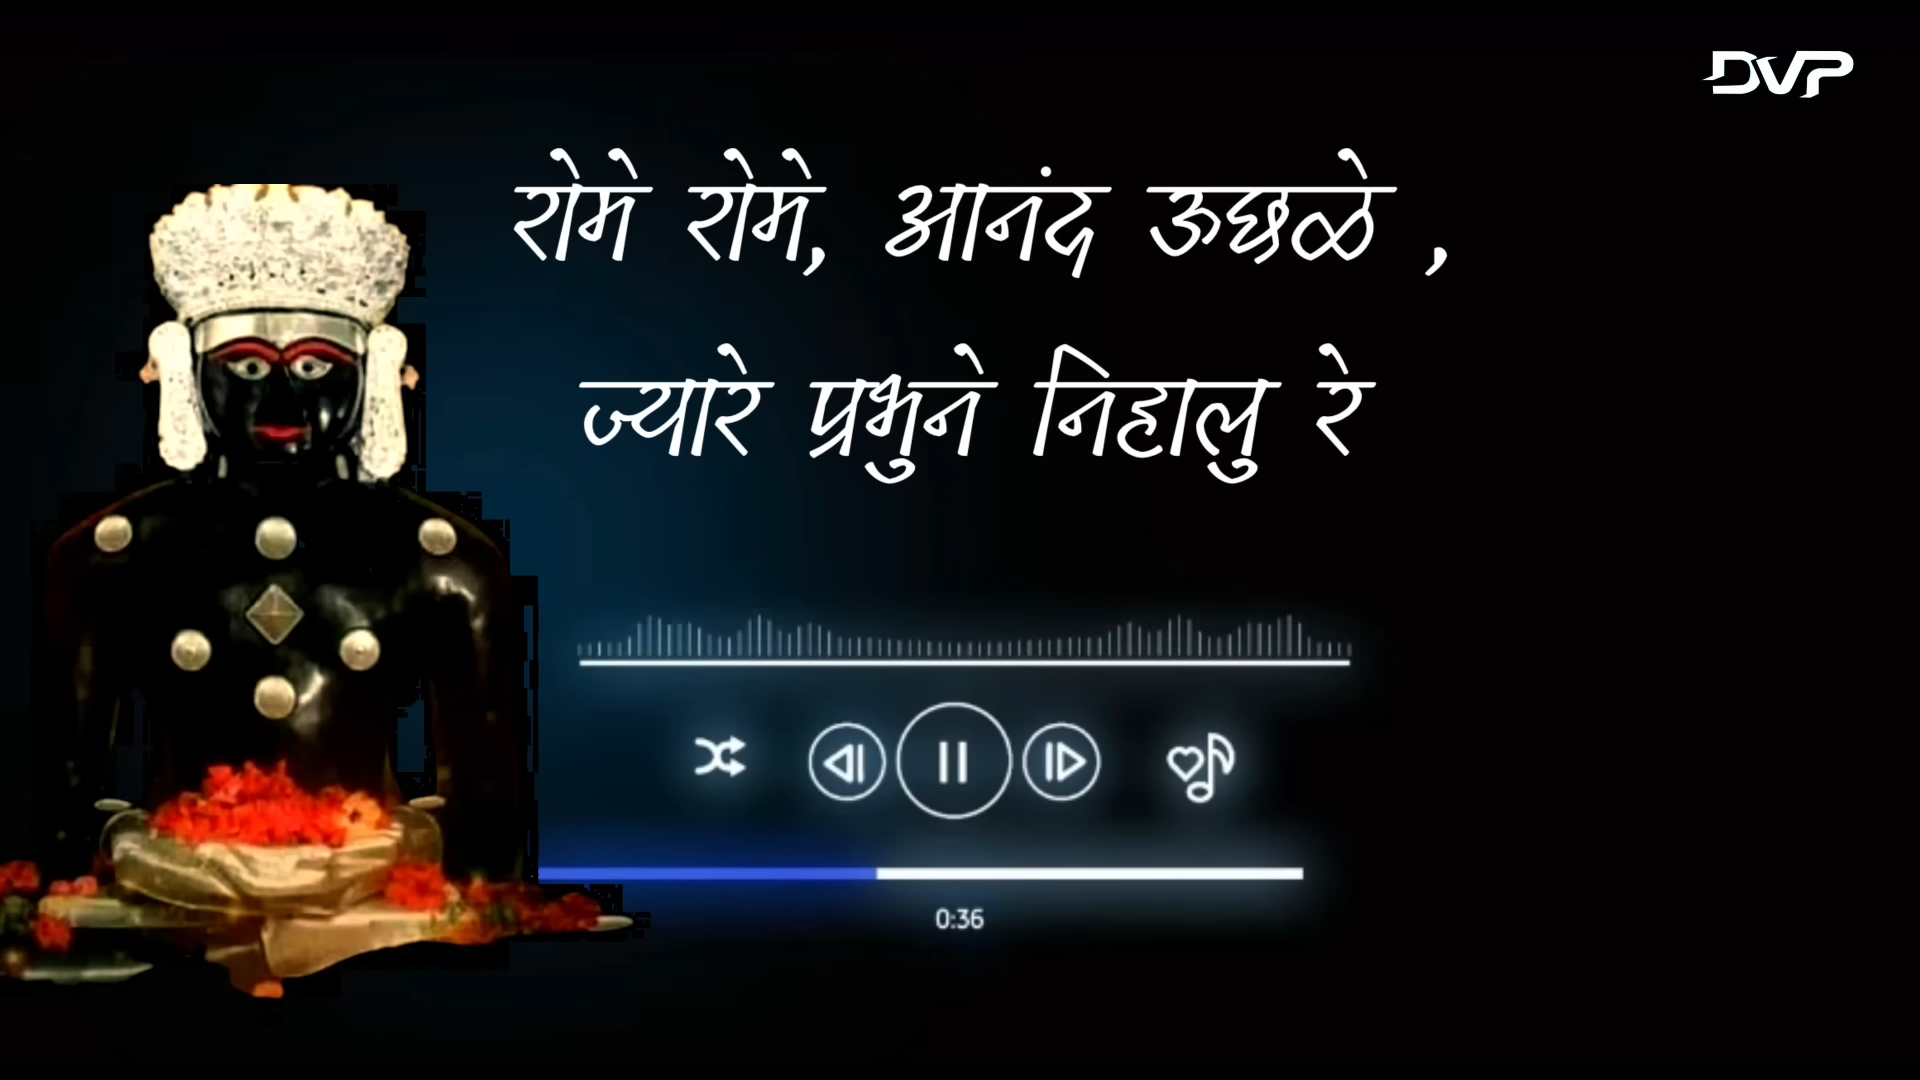 DVP
रोमे रोमे, आनंद ऊछळे ,
ज्यारे प्रभुने निहालु रे
0:36